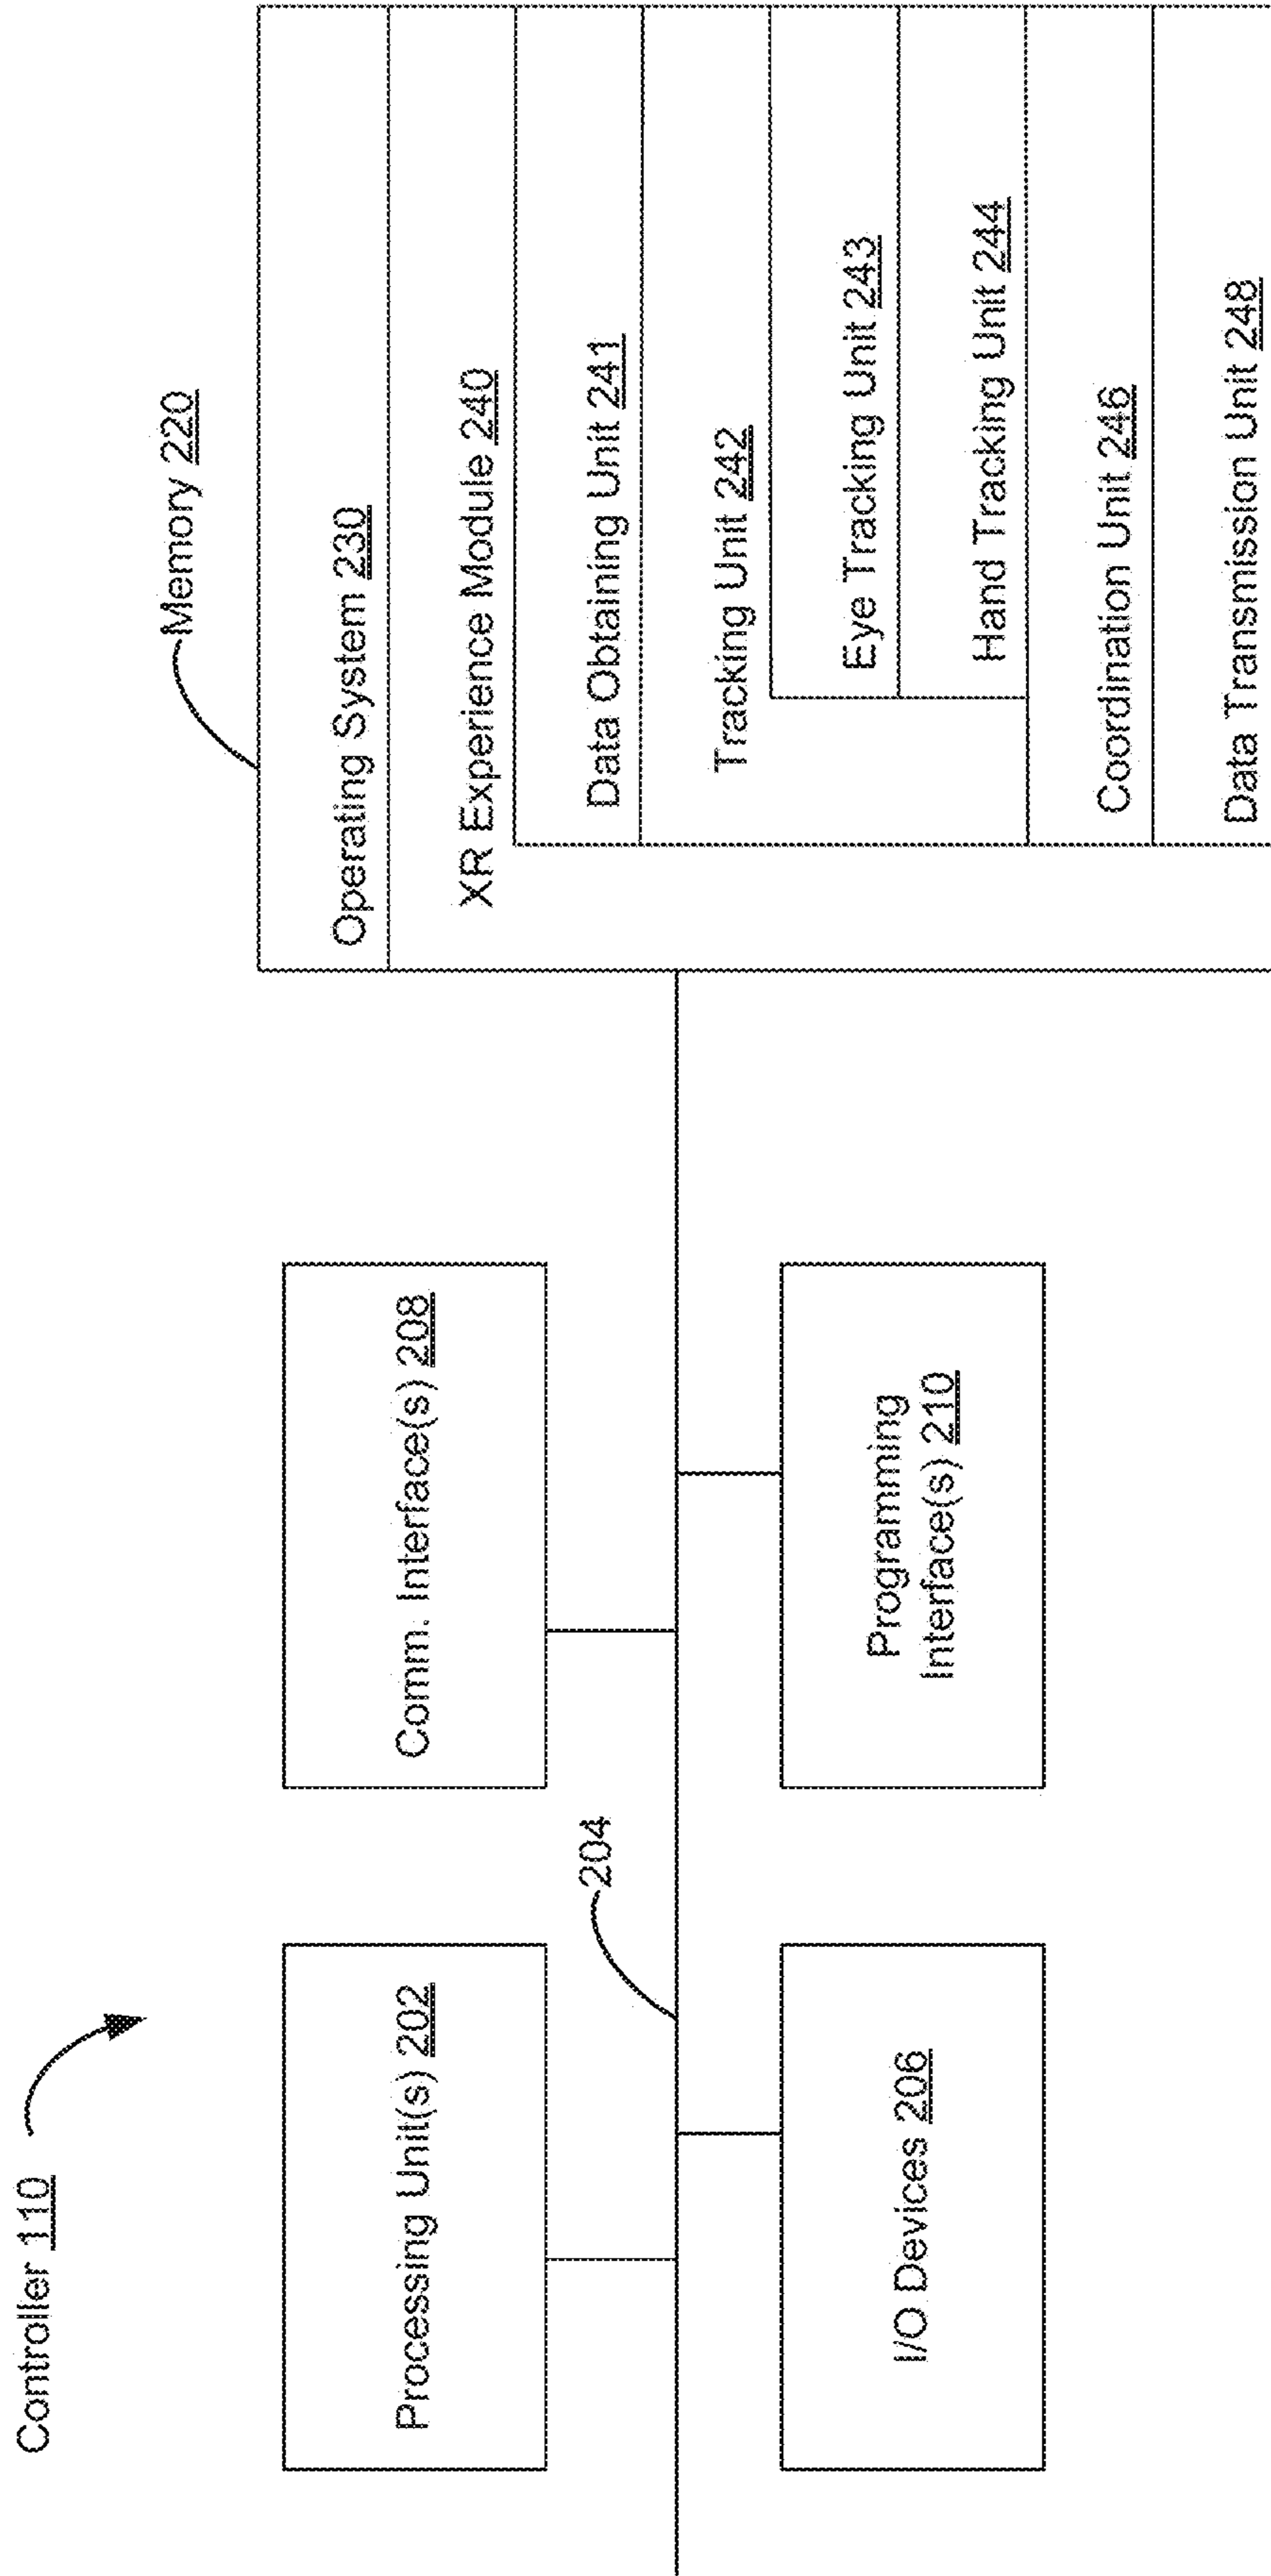 Controller 110
Processing Unit(s) 202
Comm. Interface(s) 208
204
I/O Devices 206
Programming
Interface(s) 210
Memory 220
Operating System 230
XR Experience Module 240
Data Obtaining Unit 241
Tracking Unit 242
Eye Tracking Unit 243
Hand Tracking Unit 244
Coordination Unit 246
Data Transmission Unit 248